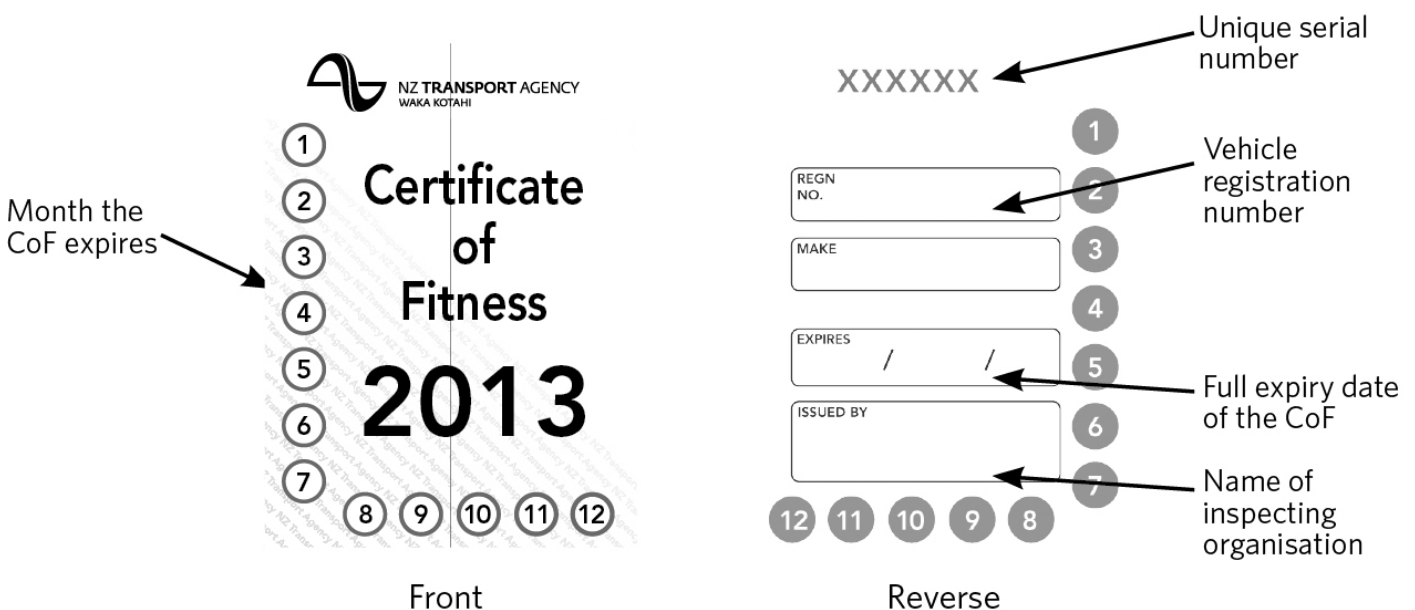 Month the
CoF expires
NZ TRANSPORT AGENCY
WAKA KOTAHI
1
2
3
4
5
6
7
8 9 10 11 12
Certificate
of
Fitness
2013
Front
XXXXXX
REGN
NO.
MAKE
EXPIRES / /
ISSUED BY
1
2
3
4
5
6
7
12 11 10 9 8
Reverse
Unique serial
number
Vehicle
registration
number
Full expiry date
of the CoF
Name of
inspecting
organisation